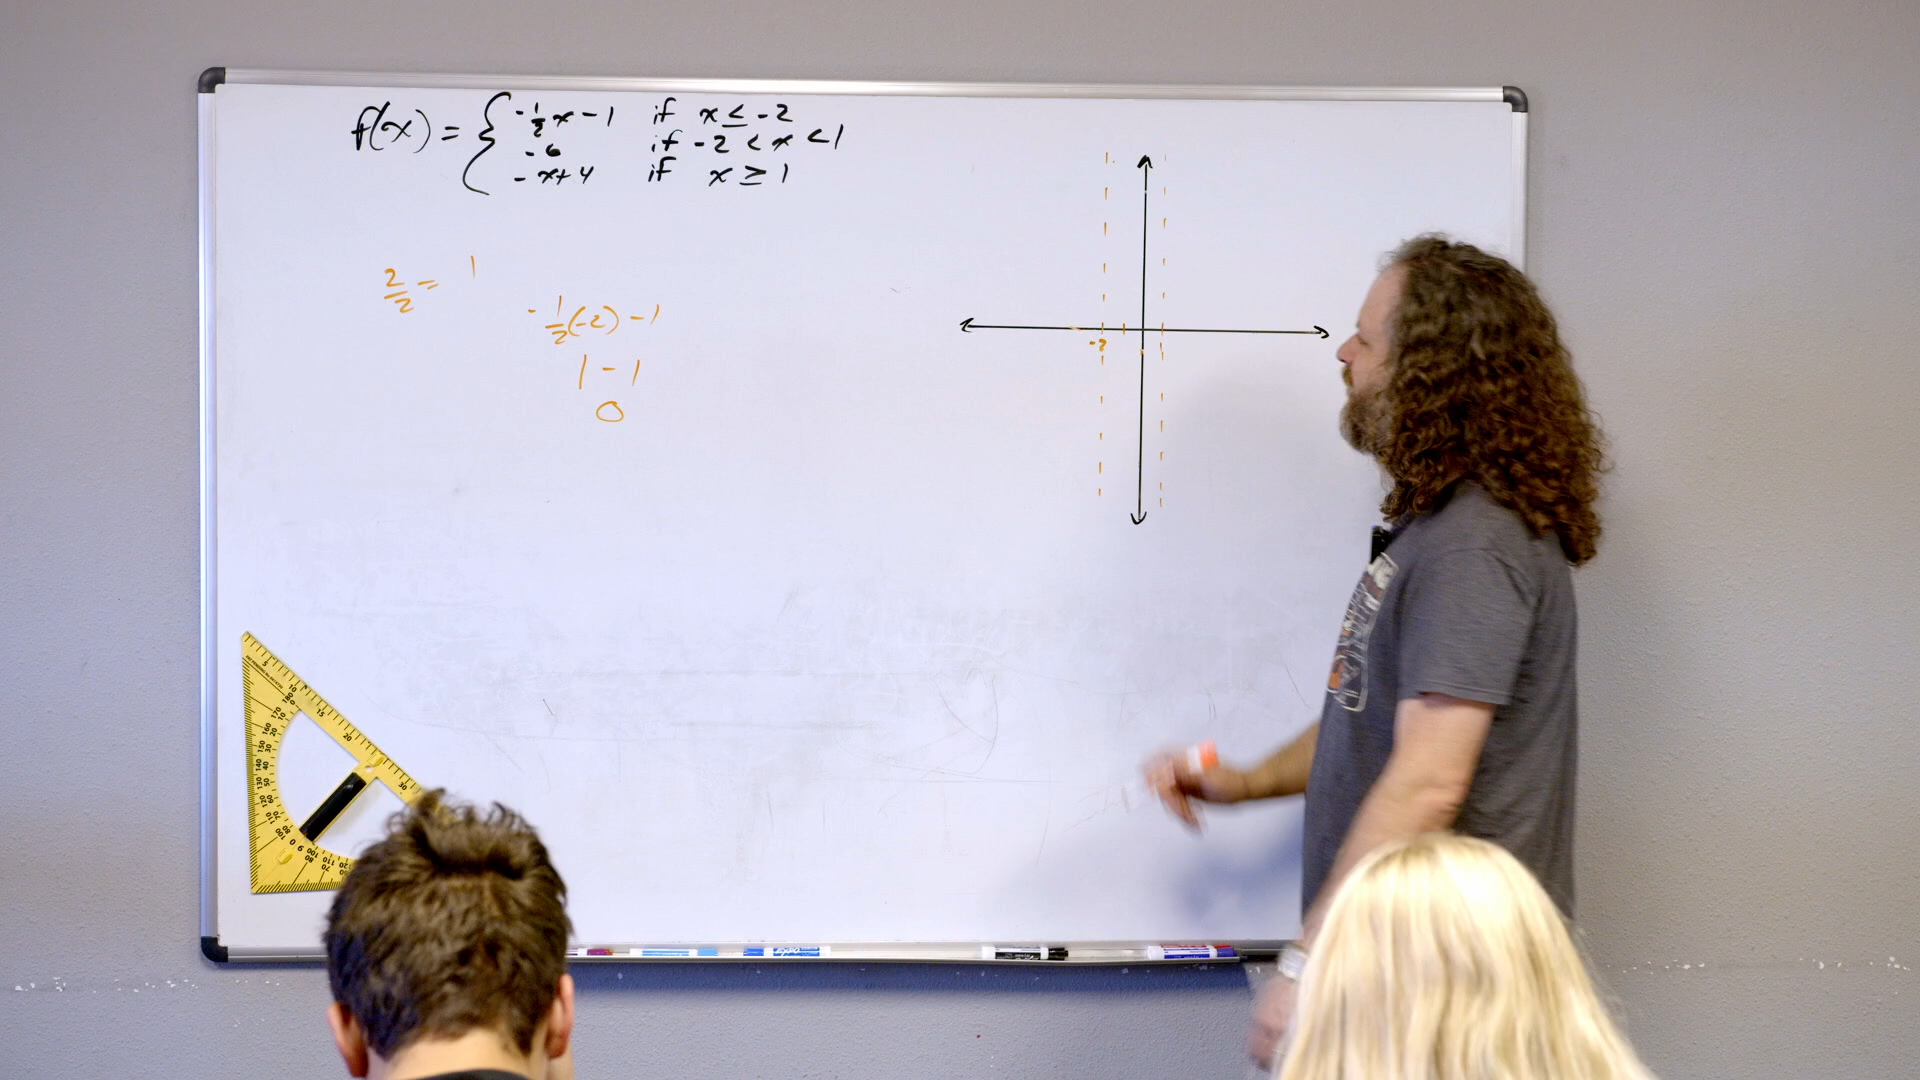 f(x) = { -1/2 x - 1 if x ≤ -2
-6 if -2 < x < 1
-x+4 if x ≥ 1
2/2 = 1
-1/2(-2) - 1
1 - 1
0
-2